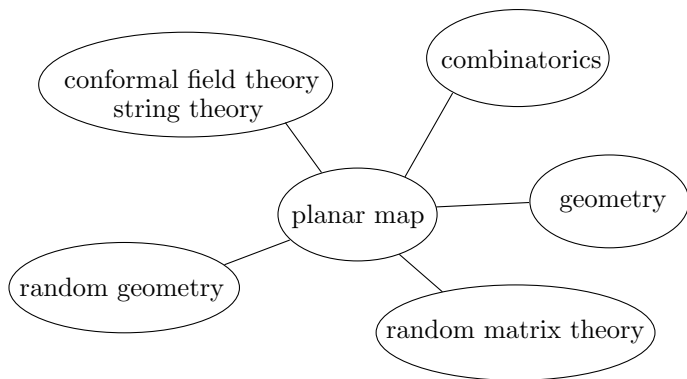 conformal field theory
string theory
combinatorics
planar map
geometry
random geometry
random matrix theory